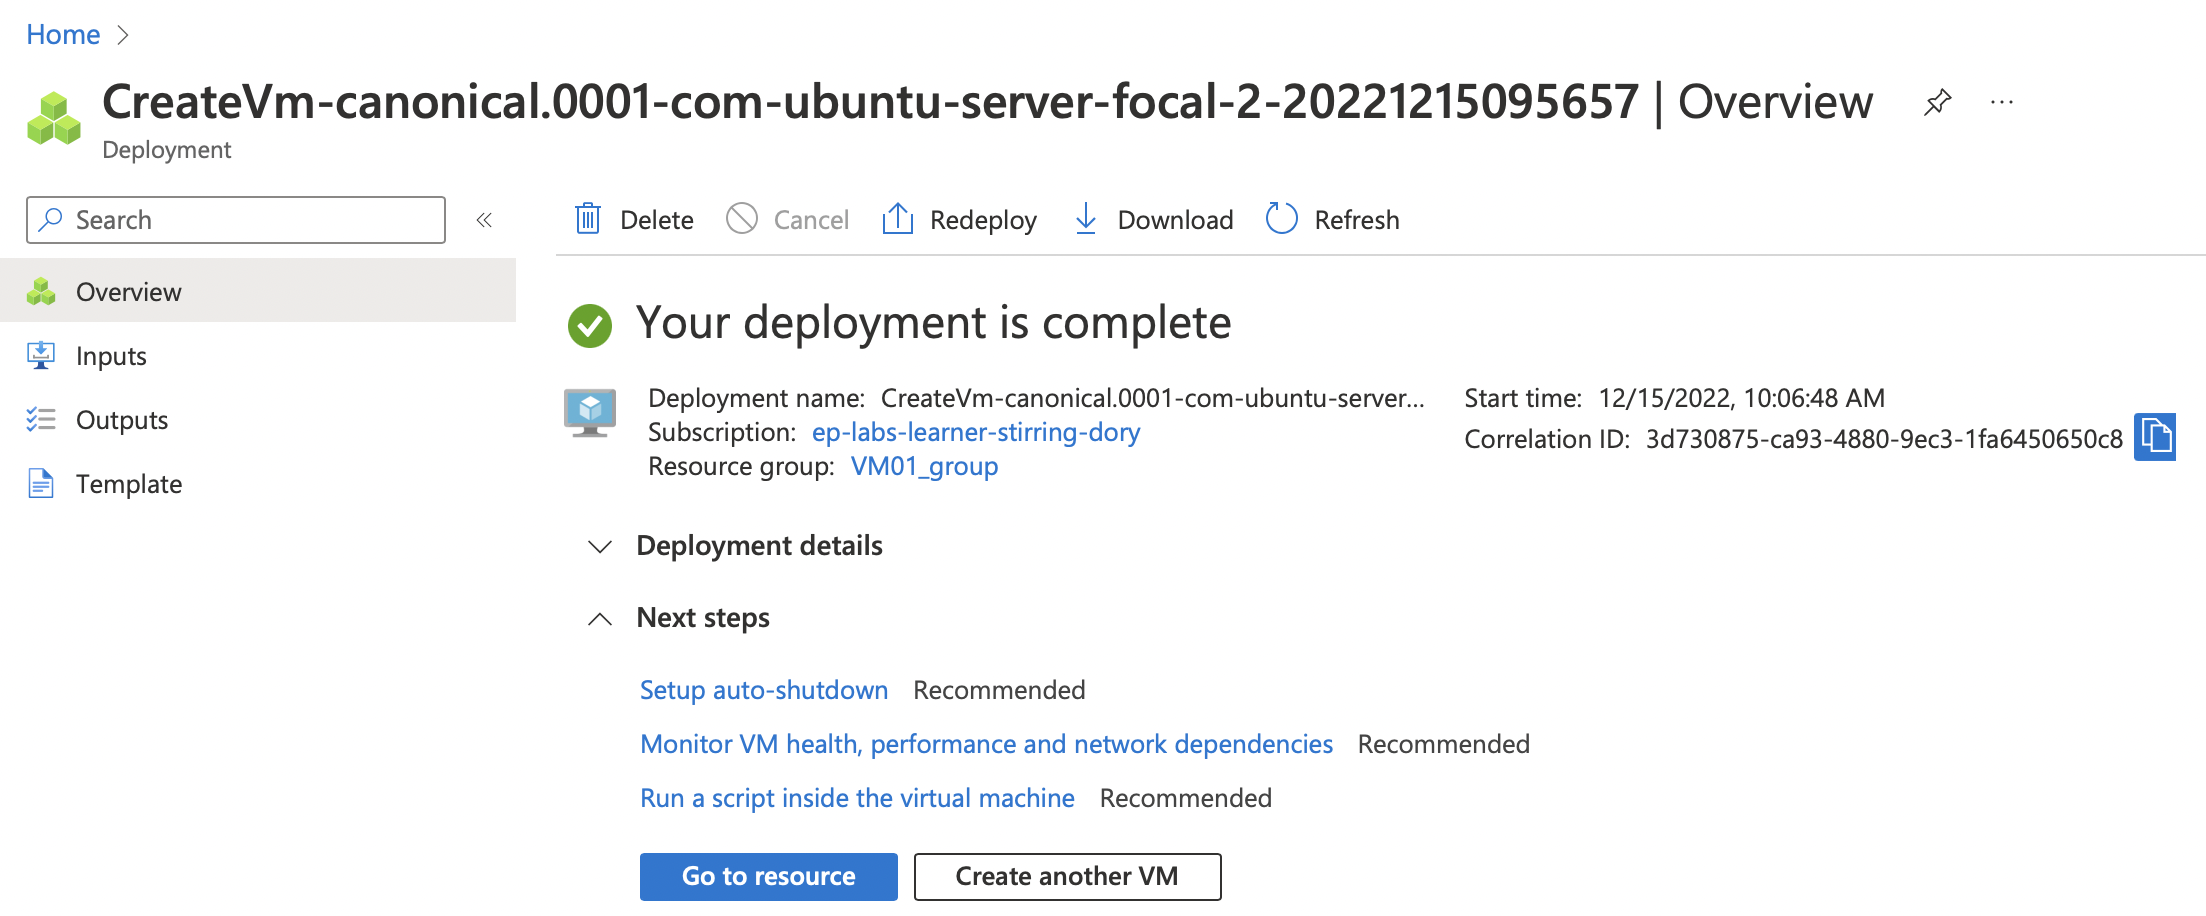 Home
CreateVm-canonical.0001-com-ubuntu-server-focal-2-20221215095657 | Overview
Deployment
Search
Delete Cancel Redeploy Download Refresh
Overview
Inputs
Outputs
Template
Your deployment is complete
Deployment name: CreateVm-canonical.0001-com-ubuntu-server...
Subscription: ep-labs-learner-stirring-dory
Resource group: VM01_group
Start time: 12/15/2022, 10:06:48 AM
Correlation ID: 3d730875-ca93-4880-9ec3-1fa6450650c8
Deployment details
Next steps
Setup auto-shutdown Recommended
Monitor VM health, performance and network dependencies Recommended
Run a script inside the virtual machine Recommended
Go to resource Create another VM